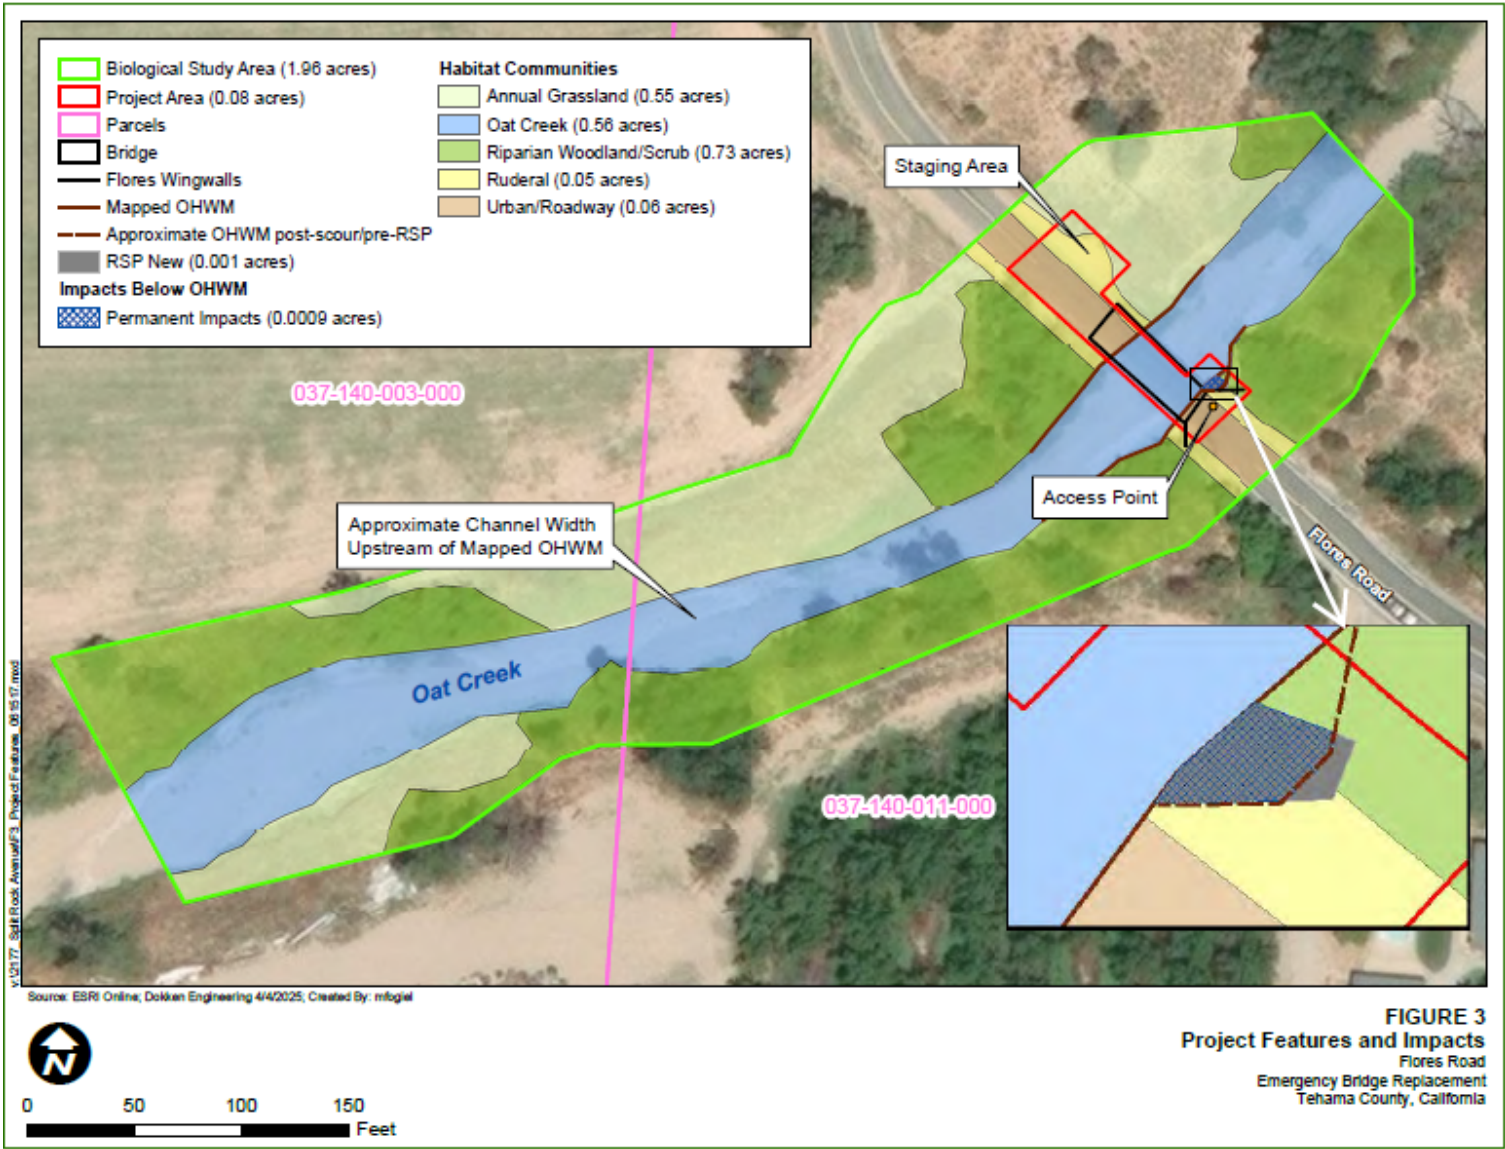 Biological Study Area (1.96 acres)
Project Area (0.08 acres)
Parcels
Bridge
Flores Wingwalls
Mapped OHWM
Approximate OHWM post-scour/pre-RSP
RSP New (0.001 acres)
Impacts Below OHWM
Permanent Impacts (0.0009 acres)
Habitat Communities
Annual Grassland (0.55 acres)
Oat Creek (0.56 acres)
Riparian Woodland/Scrub (0.73 acres)
Ruderal (0.05 acres)
Urban/Roadway (0.06 acres)
Staging Area
037-140-003-000
Access Point
Approximate Channel Width
Upstream of Mapped OHWM
Flores Road
Oat Creek
037-140-011-000
v:\2177_Split Rock Avenue\F3_Project Features_081517.mxd
Source: ESRI Online; Dokken Engineering 4/4/2025; Created By: mfogiel
FIGURE 3
Project Features and Impacts
Flores Road
Emergency Bridge Replacement
Tehama County, California
N
0 50 100 150
Feet